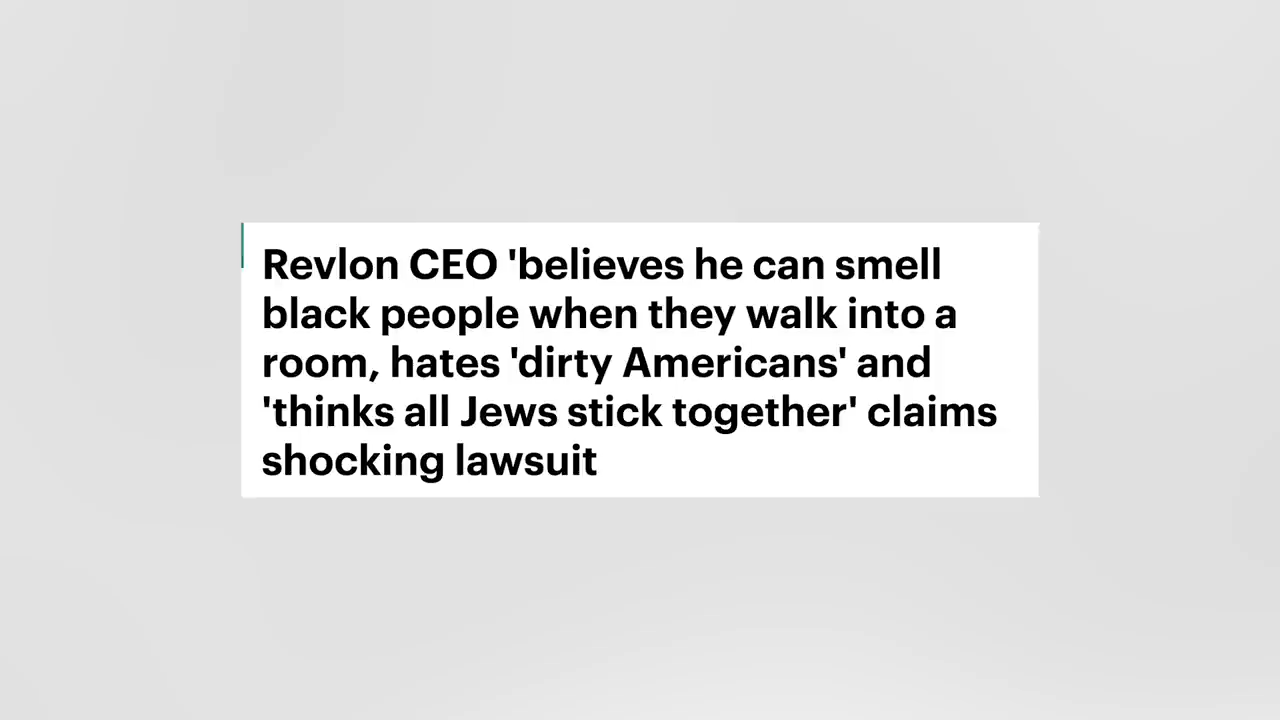 Revlon CEO 'believes he can smell
black people when they walk into a
room, hates 'dirty Americans' and
'thinks all Jews stick together' claims
shocking lawsuit